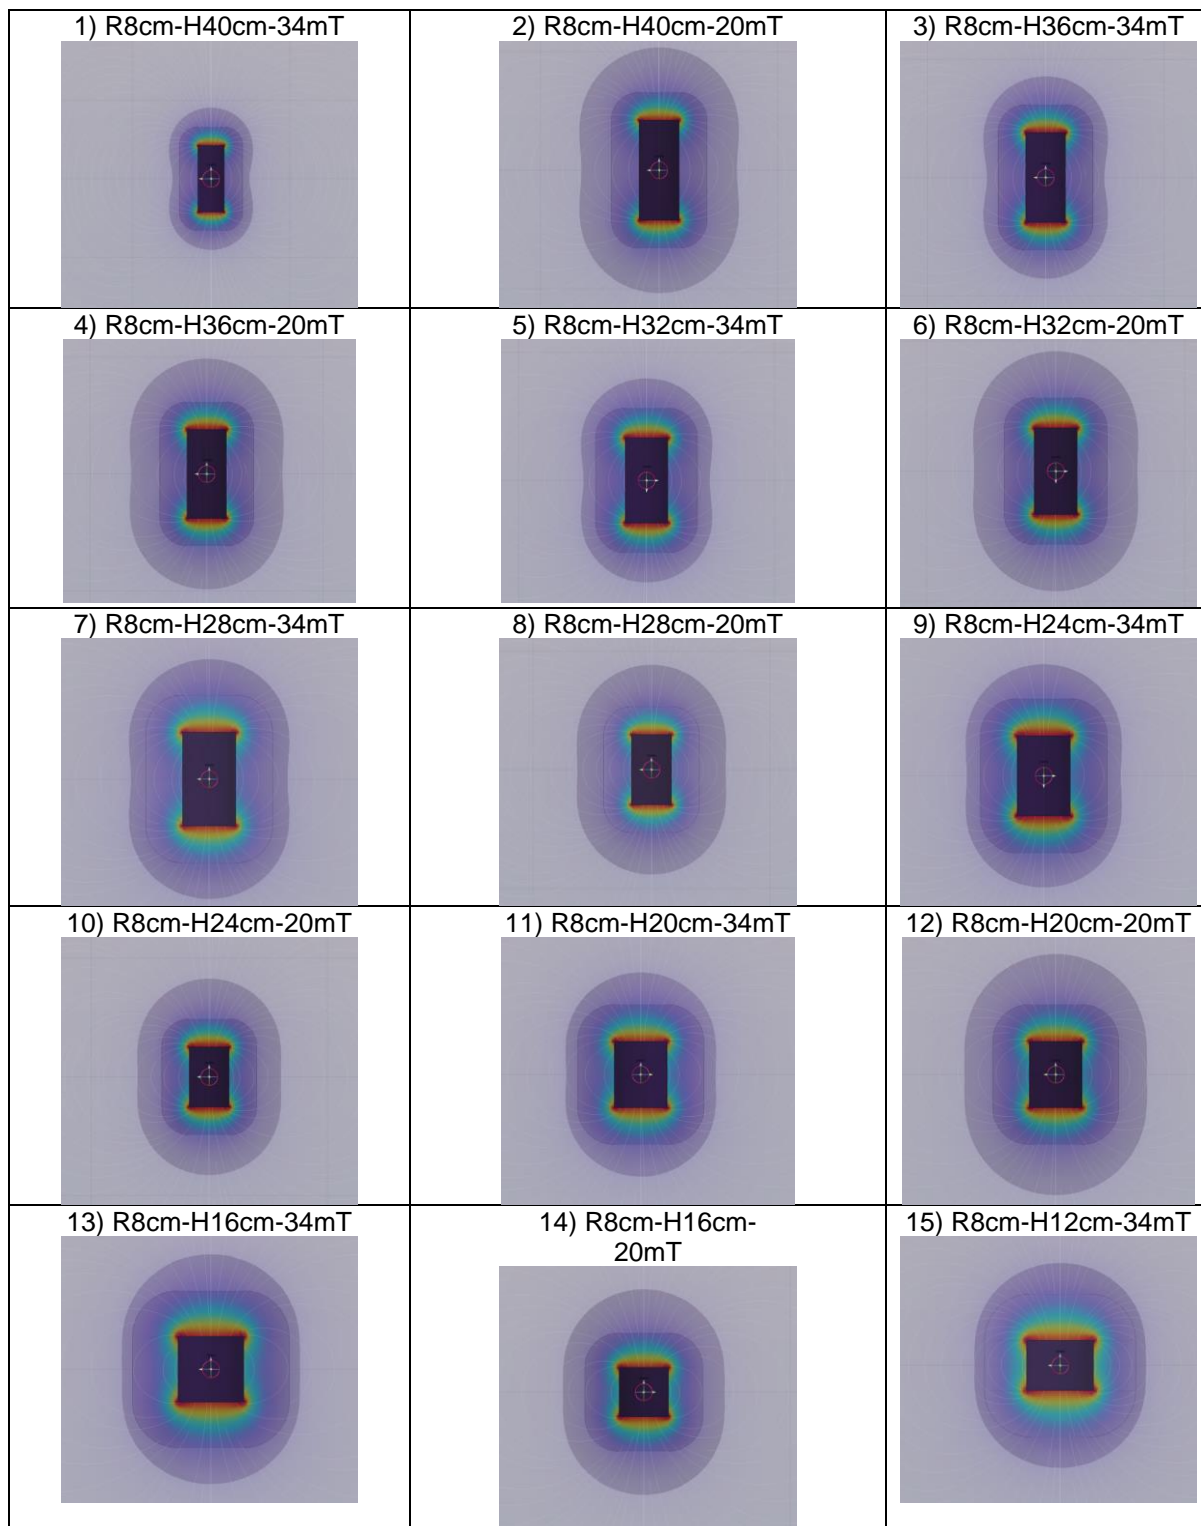 1) R8cm-H40cm-34mT
2) R8cm-H40cm-20mT
3) R8cm-H36cm-34mT
4) R8cm-H36cm-20mT
5) R8cm-H32cm-34mT
6) R8cm-H32cm-20mT
7) R8cm-H28cm-34mT
8) R8cm-H28cm-20mT
9) R8cm-H24cm-34mT
10) R8cm-H24cm-20mT
11) R8cm-H20cm-34mT
12) R8cm-H20cm-20mT
13) R8cm-H16cm-34mT
14) R8cm-H16cm-
20mT
15) R8cm-H12cm-34mT